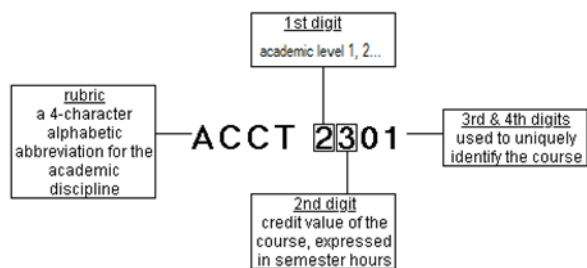 1st digit
academic level 1, 2...
rubric
a 4-character
alphabetic
abbreviation for the
academic
discipline
ACCT 2301
3rd & 4th digits
used to uniquely
identify the course
2nd digit
credit value of the
course, expressed
in semester hours